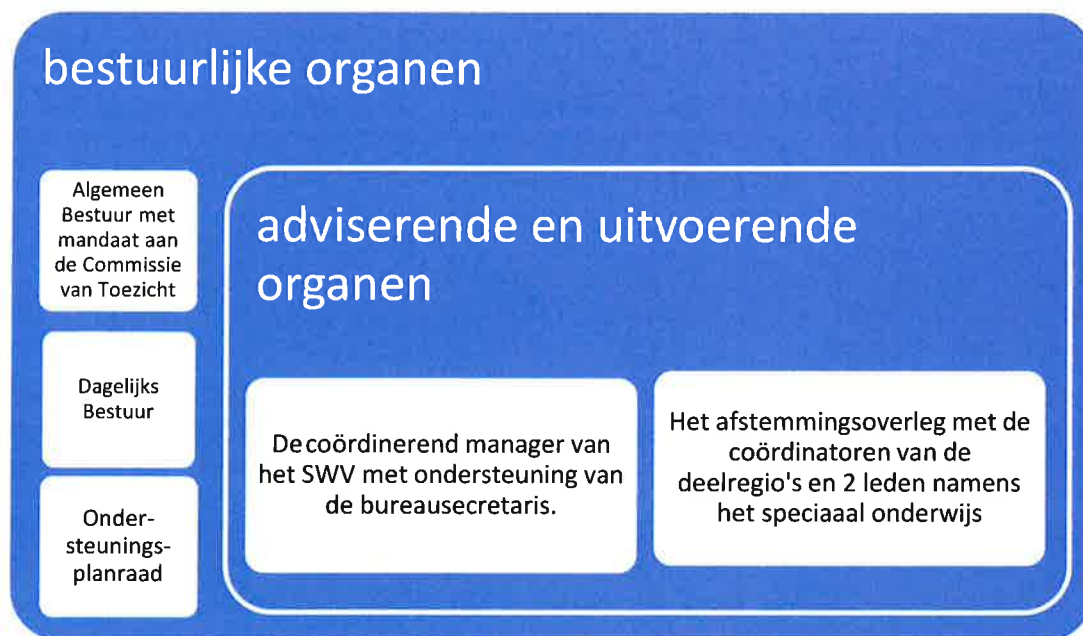 bestuurlijke organen
Algemeen
Bestuur met
mandaat aan
de Commissie
van Toezicht
Dagelijks
Bestuur
Onder-
steunings-
planraad
adviserende en uitvoerende
organen
De coördinerend manager van
het SWV met ondersteuning van
de bureausecretaris.
Het afstemmingsoverleg met de
coördinatoren van de
deelregio's en 2 leden namens
het speciaaal onderwijs